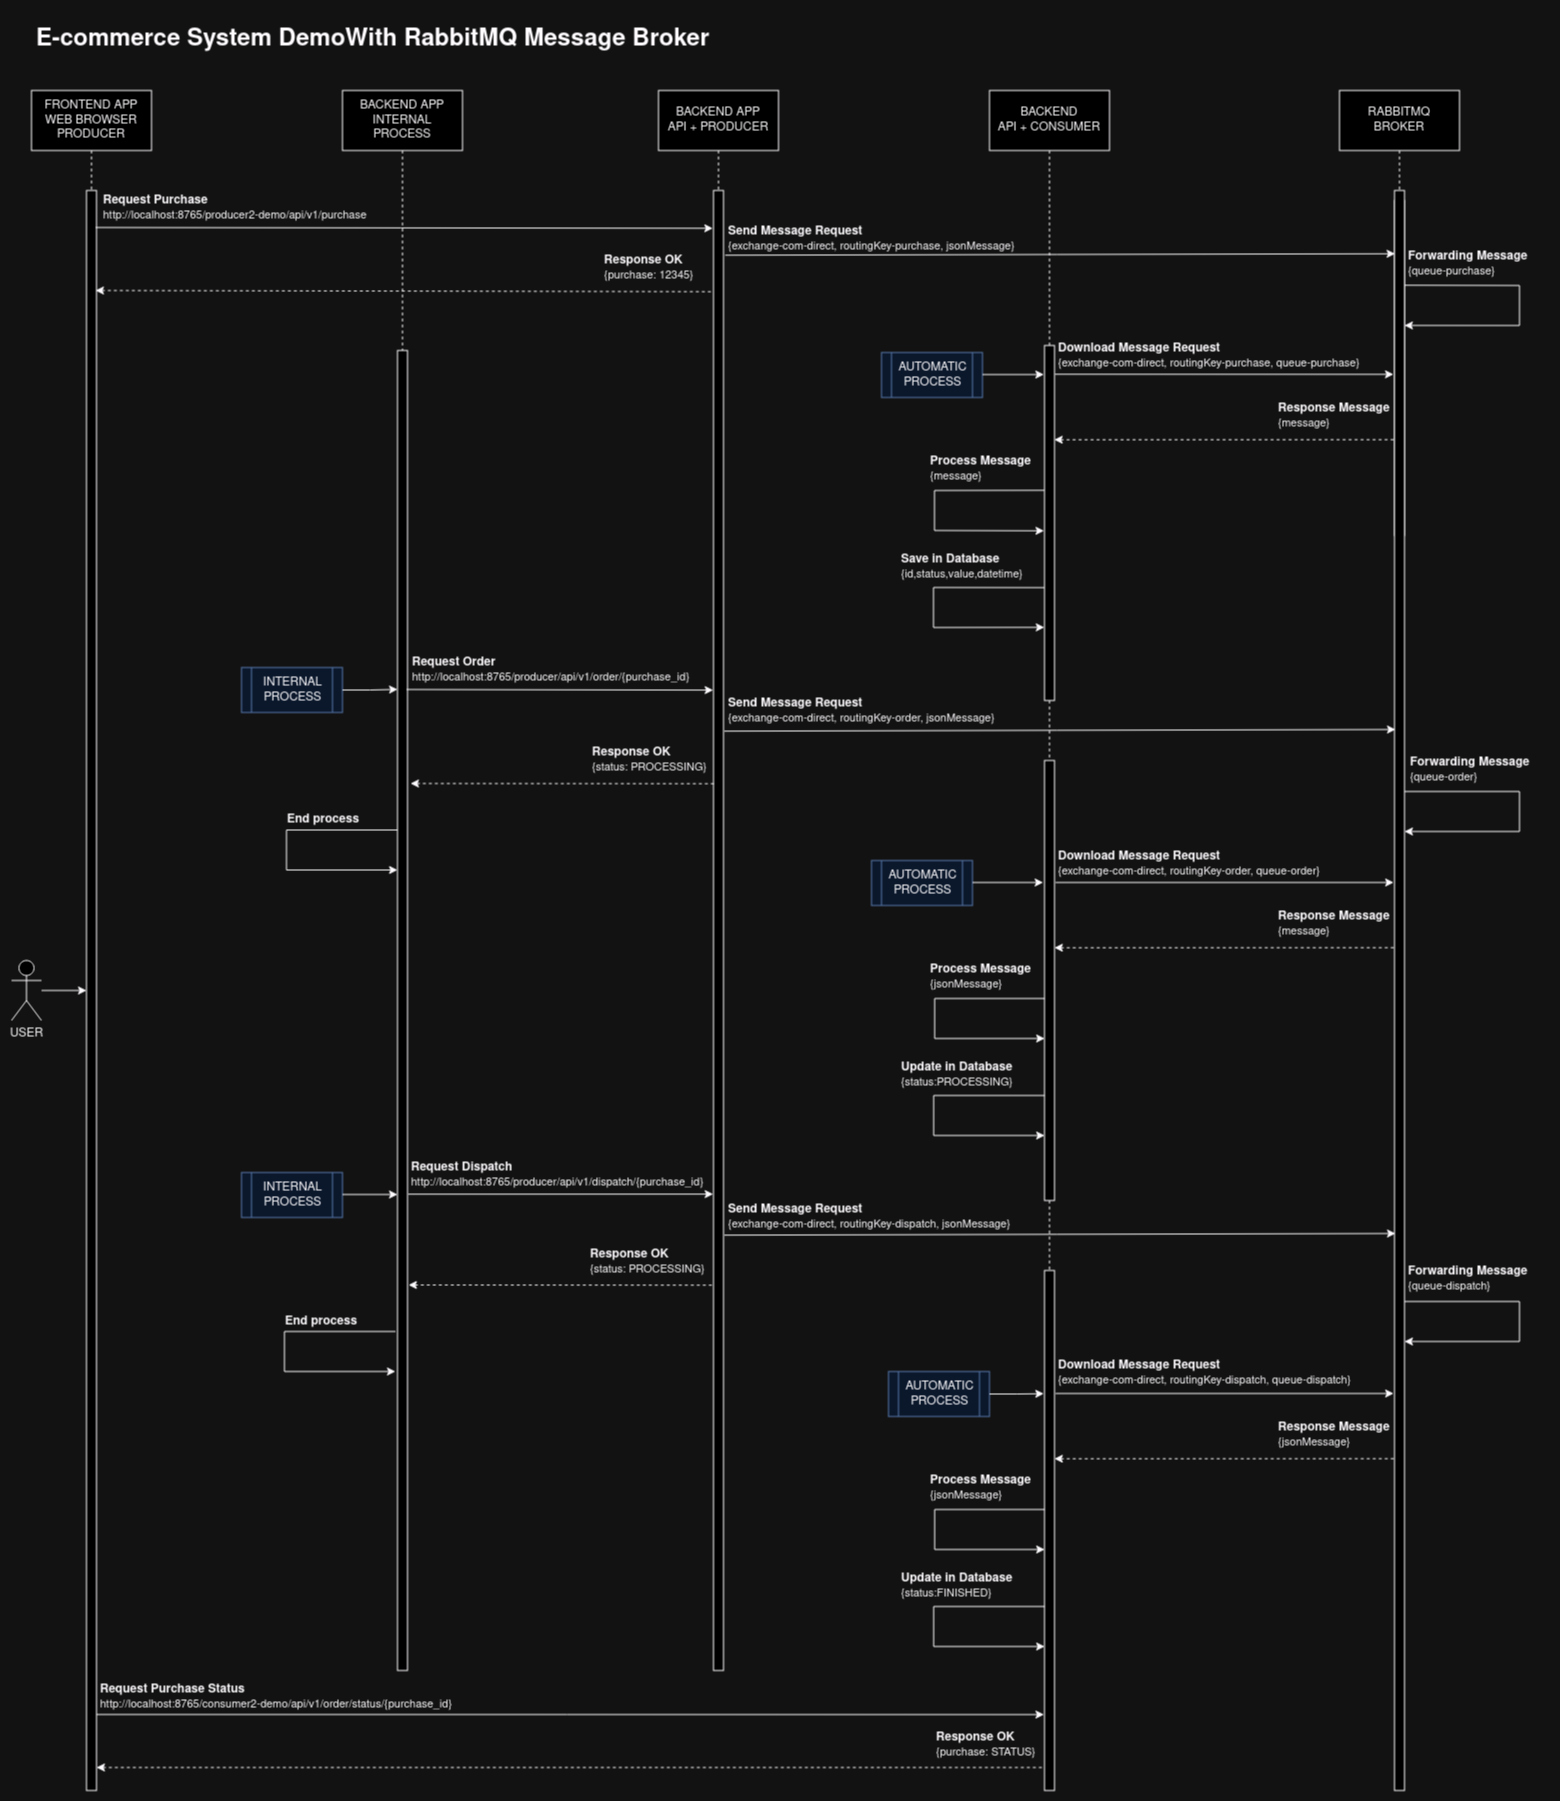 E-commerce System DemoWith RabbitMQ Message Broker
FRONTEND APP
WEB BROWSER
PRODUCER
BACKEND APP
INTERNAL
PROCESS
BACKEND APP
API + PRODUCER
BACKEND
API + CONSUMER
RABBITMQ
BROKER
Request Purchase
http://localhost:8765/producer2-demo/api/v1/purchase
Send Message Request
{exchange-com-direct, routingKey-purchase, jsonMessage}
Response OK
{purchase: 12345}
Forwarding Message
{queue-purchase}
AUTOMATIC
PROCESS
Download Message Request
{exchange-com-direct, routingKey-purchase, queue-purchase}
Response Message
{message}
Process Message
{message}
Save in Database
{id,status,value,datetime}
INTERNAL
PROCESS
Request Order
http://localhost:8765/producer/api/v1/order/{purchase_id}
Send Message Request
{exchange-com-direct, routingKey-order, jsonMessage}
Response OK
{status: PROCESSING}
Forwarding Message
{queue-order}
End process
AUTOMATIC
PROCESS
Download Message Request
{exchange-com-direct, routingKey-order, queue-order}
Response Message
{message}
Process Message
{jsonMessage}
USER
Update in Database
{status:PROCESSING}
INTERNAL
PROCESS
Request Dispatch
http://localhost:8765/producer/api/v1/dispatch/{purchase_id}
Send Message Request
{exchange-com-direct, routingKey-dispatch, jsonMessage}
Response OK
{status: PROCESSING}
Forwarding Message
{queue-dispatch}
End process
AUTOMATIC
PROCESS
Download Message Request
{exchange-com-direct, routingKey-dispatch, queue-dispatch}
Response Message
{jsonMessage}
Process Message
{jsonMessage}
Update in Database
{status:FINISHED}
Request Purchase Status
http://localhost:8765/consumer2-demo/api/v1/order/status/{purchase_id}
Response OK
{purchase: STATUS}